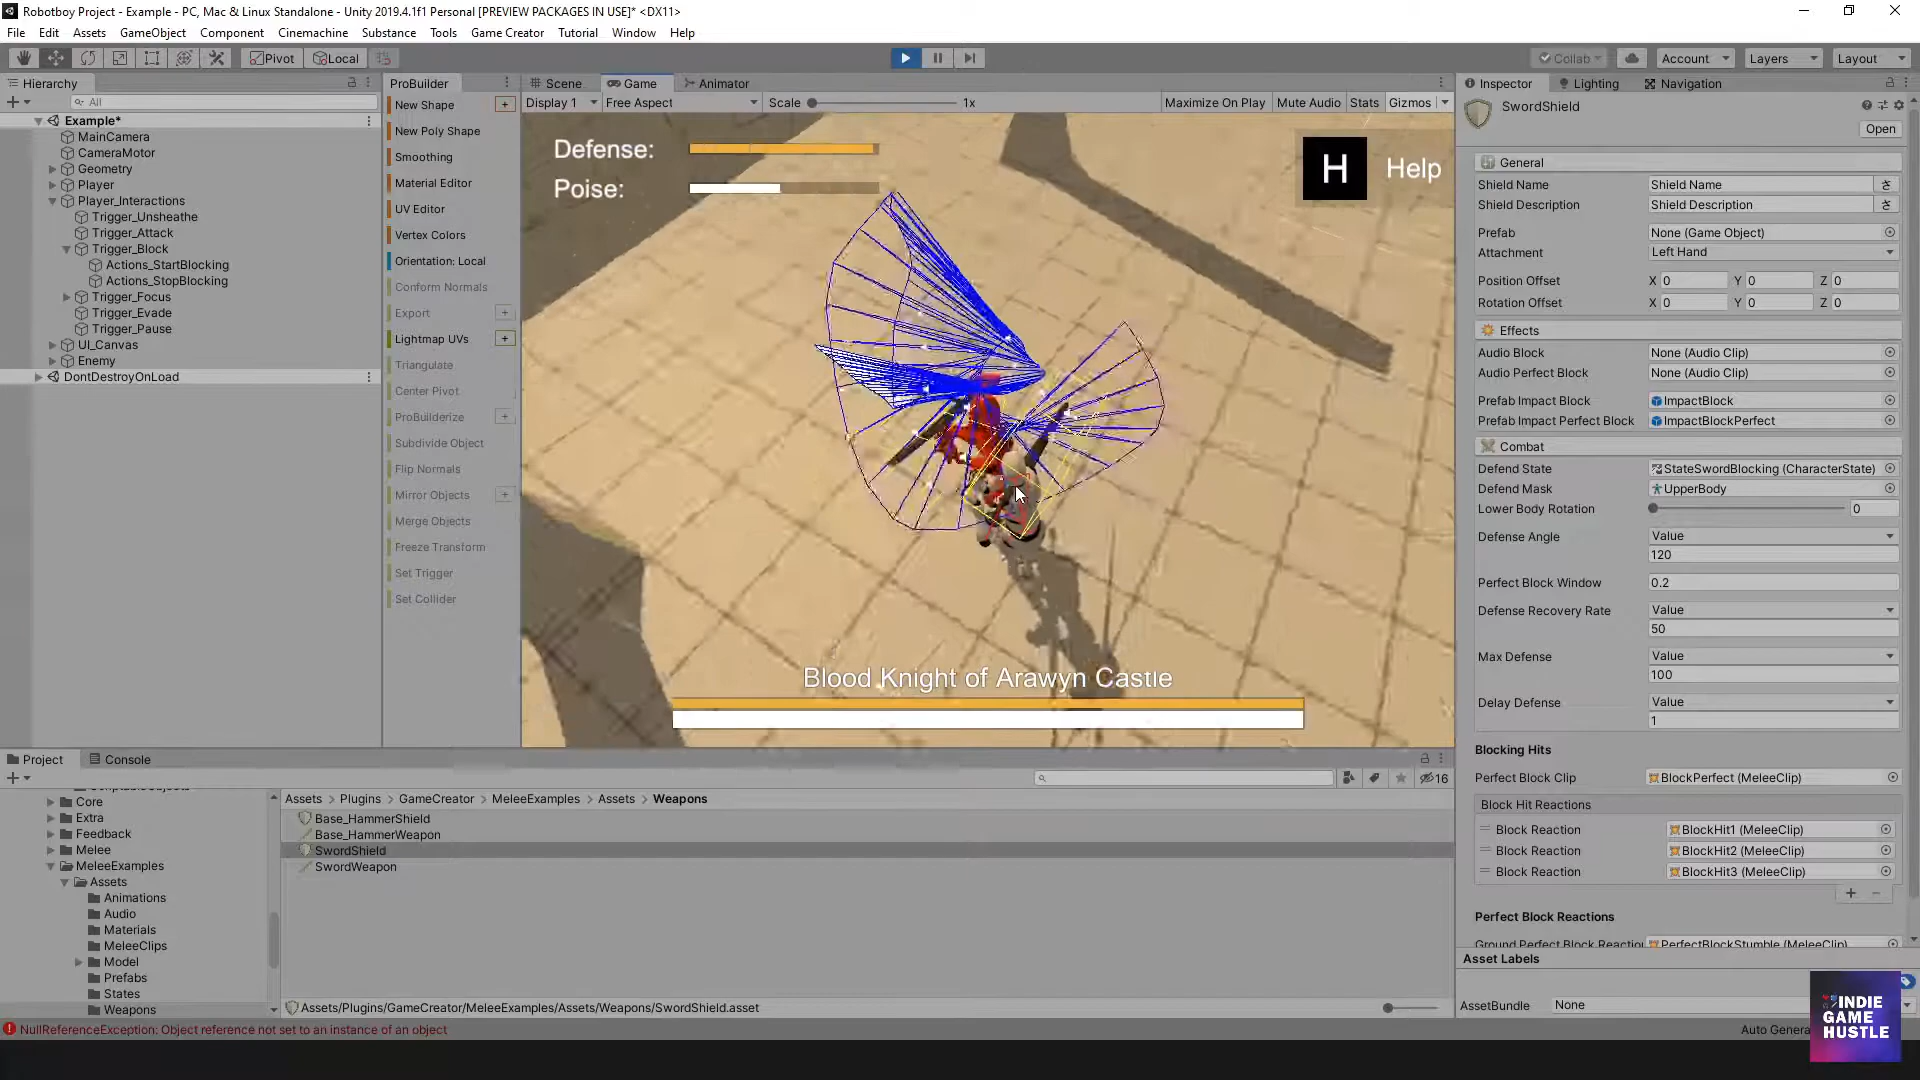 Robotboy Project - Example - PC, Mac & Linux Standalone - Unity 2019.4.1f1 Personal [PREVIEW PACKAGES IN USE]* <DX11>
File Edit Assets GameObject Component Cinemachine Substance Tools Game Creator Tutorial Window Help
Pivot Local Collab Account Layers Layout
Hierarchy
All
Example*
MainCamera
CameraMotor
Geometry
Player
Player_Interactions
Trigger_Unsheathe
Trigger_Attack
Trigger_Block
Actions_StartBlocking
Actions_StopBlocking
Trigger_Focus
Trigger_Evade
Trigger_Pause
UI_Canvas
Enemy
DontDestroyOnLoad
ProBuilder
New Shape
New Poly Shape
Smoothing
Material Editor
UV Editor
Vertex Colors
Orientation: Local
Conform Normals
Export
Lightmap UVs
Triangulate
Center Pivot
ProBuilderize
Subdivide Object
Flip Normals
Mirror Objects
Merge Objects
Freeze Transform
Set Trigger
Set Collider
Scene Game Animator
Display 1 Free Aspect Scale 1x Maximize On Play Mute Audio Stats Gizmos
Defense:
Poise:
H Help
Blood Knight of Arawyn Castle
Inspector Lighting Navigation
SwordShield
Open
General
Shield Name Shield Name
Shield Description Shield Description
Prefab None (Game Object)
Attachment Left Hand
Position Offset X 0 Y 0 Z 0
Rotation Offset X 0 Y 0 Z 0
Effects
Audio Block None (Audio Clip)
Audio Perfect Block None (Audio Clip)
Prefab Impact Block ImpactBlock
Prefab Impact Perfect Block ImpactBlockPerfect
Combat
Defend State StateSwordBlocking (CharacterState)
Defend Mask UpperBody
Lower Body Rotation 0
Defense Angle Value
120
Perfect Block Window 0.2
Defense Recovery Rate Value
50
Max Defense Value
100
Delay Defense Value
1
Blocking Hits
Perfect Block Clip BlockPerfect (MeleeClip)
Block Hit Reactions
Block Reaction BlockHit1 (MeleeClip)
Block Reaction BlockHit2 (MeleeClip)
Block Reaction BlockHit3 (MeleeClip)
Perfect Block Reactions
Ground Perfect Block Reaction PerfectBlockStumble (MeleeClip)
Asset Labels
AssetBundle None
Project Console
16
Core
Extra
Feedback
Melee
MeleeExamples
Assets
Animations
Audio
Materials
MeleeClips
Model
Prefabs
States
Weapons
Assets > Plugins > GameCreator > MeleeExamples > Assets > Weapons
Base_HammerShield
Base_HammerWeapon
SwordShield
SwordWeapon
Assets/Plugins/GameCreator/MeleeExamples/Assets/Weapons/SwordShield.asset
NullReferenceException: Object reference not set to an instance of an object
Auto Genera
INDIE
GAME
HUSTLE